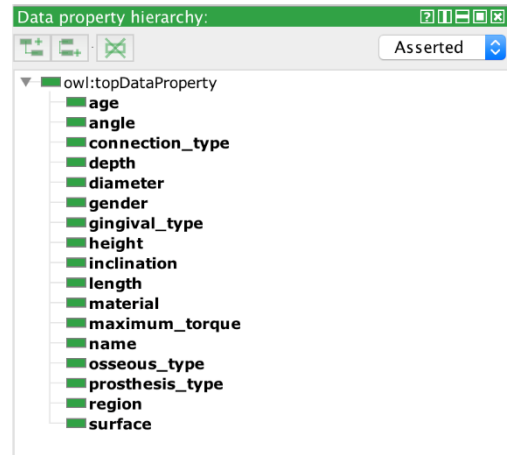 Data property hierarchy:
Asserted
owl:topDataProperty
age
angle
connection_type
depth
diameter
gender
gingival_type
height
inclination
length
material
maximum_torque
name
osseous_type
prosthesis_type
region
surface